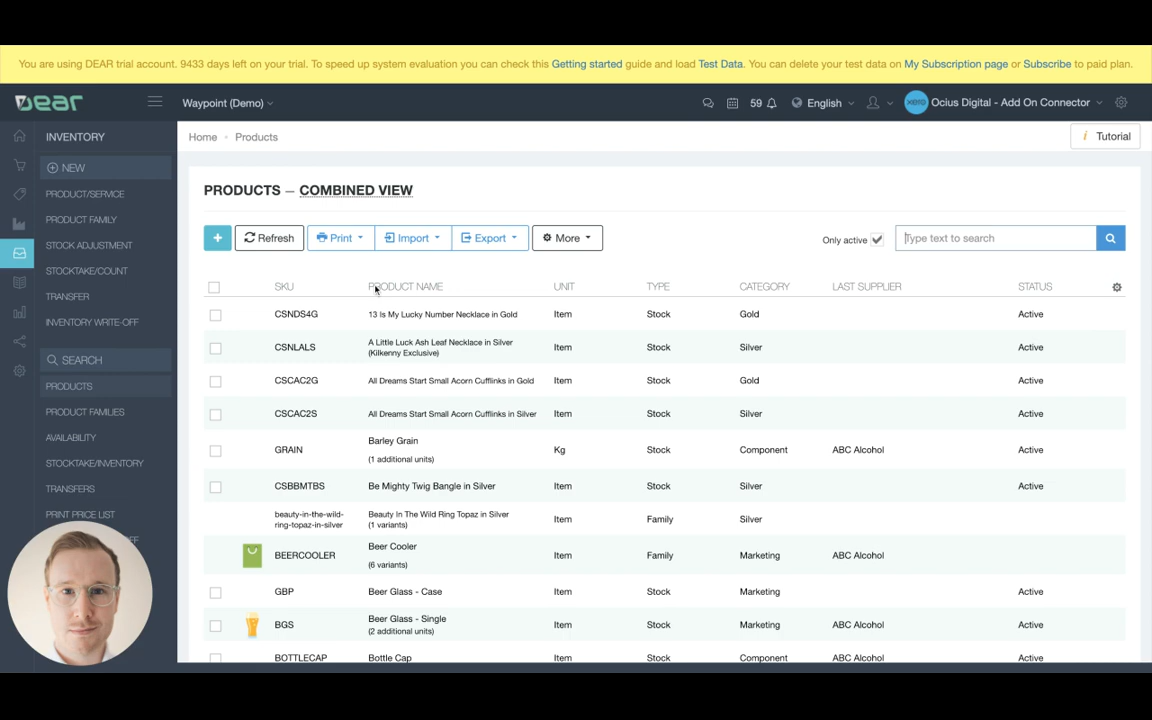 You are using DEAR trial account. 9433 days left on your trial. To speed up system evaluation you can check this Getting started guide and load Test Data. You can delete your test data on My Subscription page or Subscribe to paid plan.
DEAR
Waypoint (Demo)
59
English
xero
Ocius Digital - Add On Connector
INVENTORY
NEW
PRODUCT/SERVICE
PRODUCT FAMILY
STOCK ADJUSTMENT
STOCKTAKE/COUNT
TRANSFER
INVENTORY WRITE-OFF
SEARCH
PRODUCTS
PRODUCT FAMILIES
AVAILABILITY
STOCKTAKE/INVENTORY
TRANSFERS
PRINT PRICE LIST
Home Products
i Tutorial
PRODUCTS – COMBINED VIEW
+ Refresh Print Import Export More
Only active
Type text to search
SKU PRODUCT NAME UNIT TYPE CATEGORY LAST SUPPLIER STATUS
CSNDS4G 13 Is My Lucky Number Necklace in Gold Item Stock Gold Active
CSNLALS A Little Luck Ash Leaf Necklace in Silver (Kilkenny Exclusive) Item Stock Silver Active
CSCAC2G All Dreams Start Small Acorn Cufflinks in Gold Item Stock Gold Active
CSCAC2S All Dreams Start Small Acorn Cufflinks in Silver Item Stock Silver Active
GRAIN Barley Grain (1 additional units) Kg Stock Component ABC Alcohol Active
CSBBMTBS Be Mighty Twig Bangle in Silver Item Stock Silver Active
beauty-in-the-wild-ring-topaz-in-silver Beauty In The Wild Ring Topaz in Silver (1 variants) Item Family Silver
BEERCOOLER Beer Cooler (6 variants) Item Family Marketing ABC Alcohol
GBP Beer Glass - Case Item Stock Marketing Active
BGS Beer Glass - Single (2 additional units) Item Stock Marketing ABC Alcohol Active
BOTTLECAP Bottle Cap Item Stock Component ABC Alcohol Active